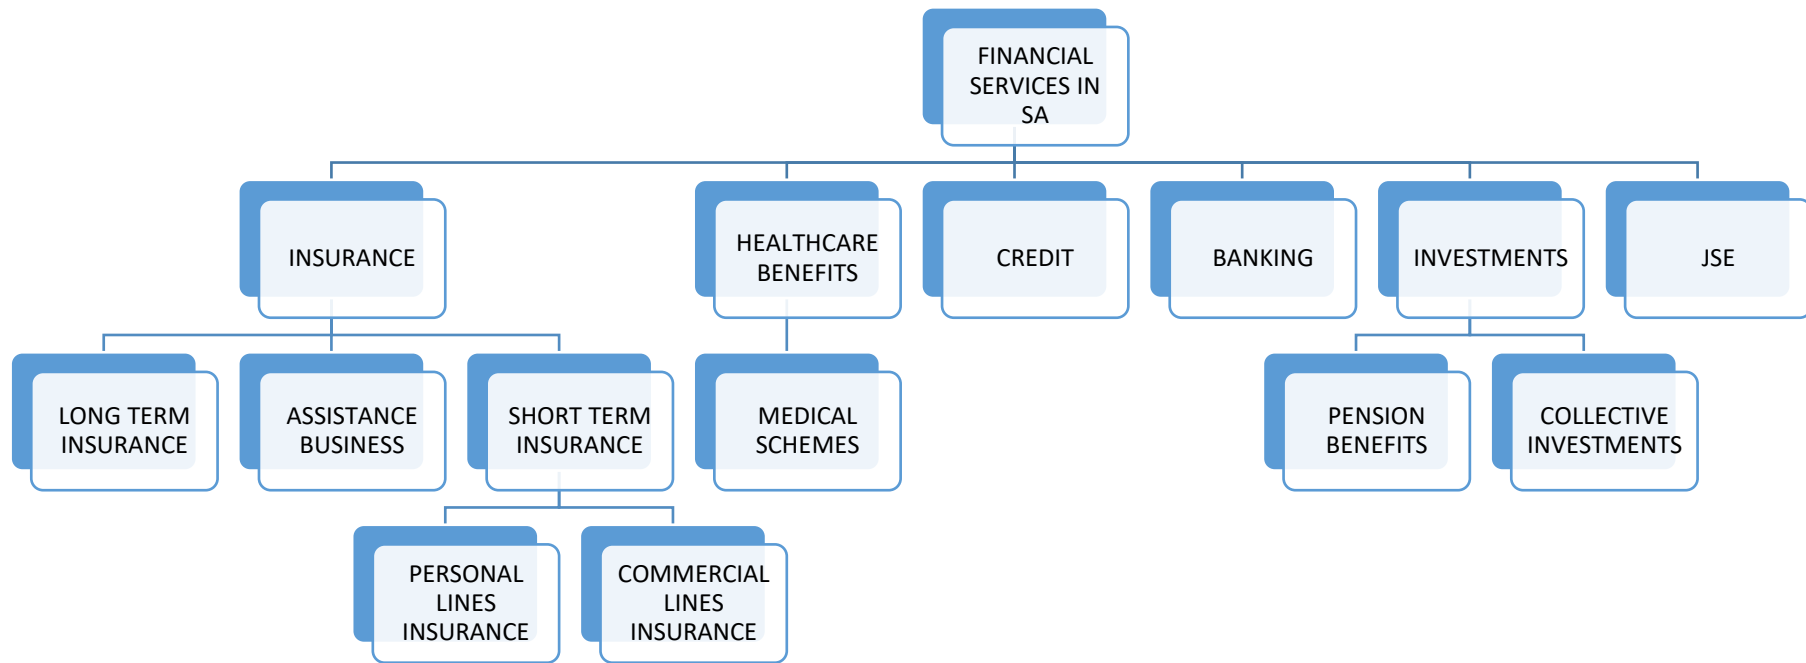 FINANCIAL
SERVICES IN
SA
INSURANCE
HEALTHCARE
BENEFITS
CREDIT
BANKING
INVESTMENTS
JSE
LONG TERM
INSURANCE
ASSISTANCE
BUSINESS
SHORT TERM
INSURANCE
MEDICAL
SCHEMES
PENSION
BENEFITS
COLLECTIVE
INVESTMENTS
PERSONAL
LINES
INSURANCE
COMMERCIAL
LINES
INSURANCE